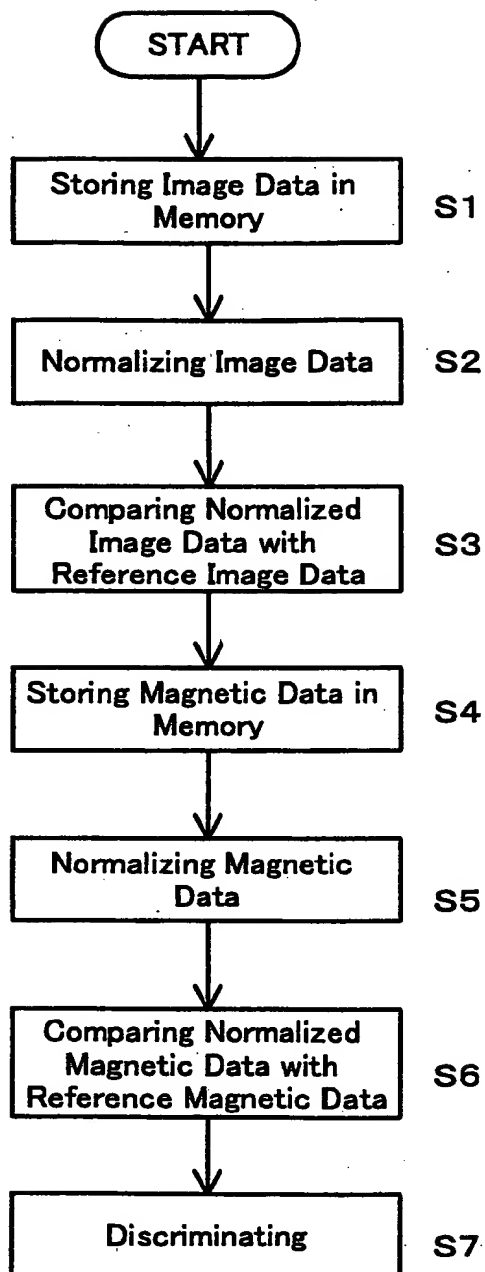 START
Storing Image Data in
Memory
S1
Normalizing Image Data
S2
Comparing Normalized
Image Data with
Reference Image Data
S3
Storing Magnetic Data in
Memory
S4
Normalizing Magnetic
Data
S5
Comparing Normalized
Magnetic Data with
Reference Magnetic Data
S6
Discriminating
S7